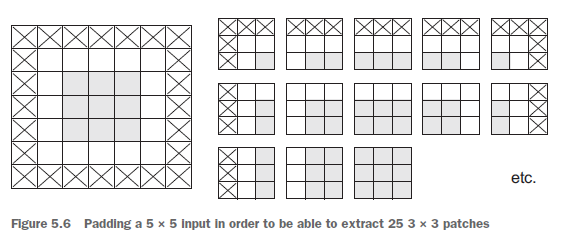 etc.
Figure 5.6 Padding a 5 × 5 input in order to be able to extract 25 3 × 3 patches